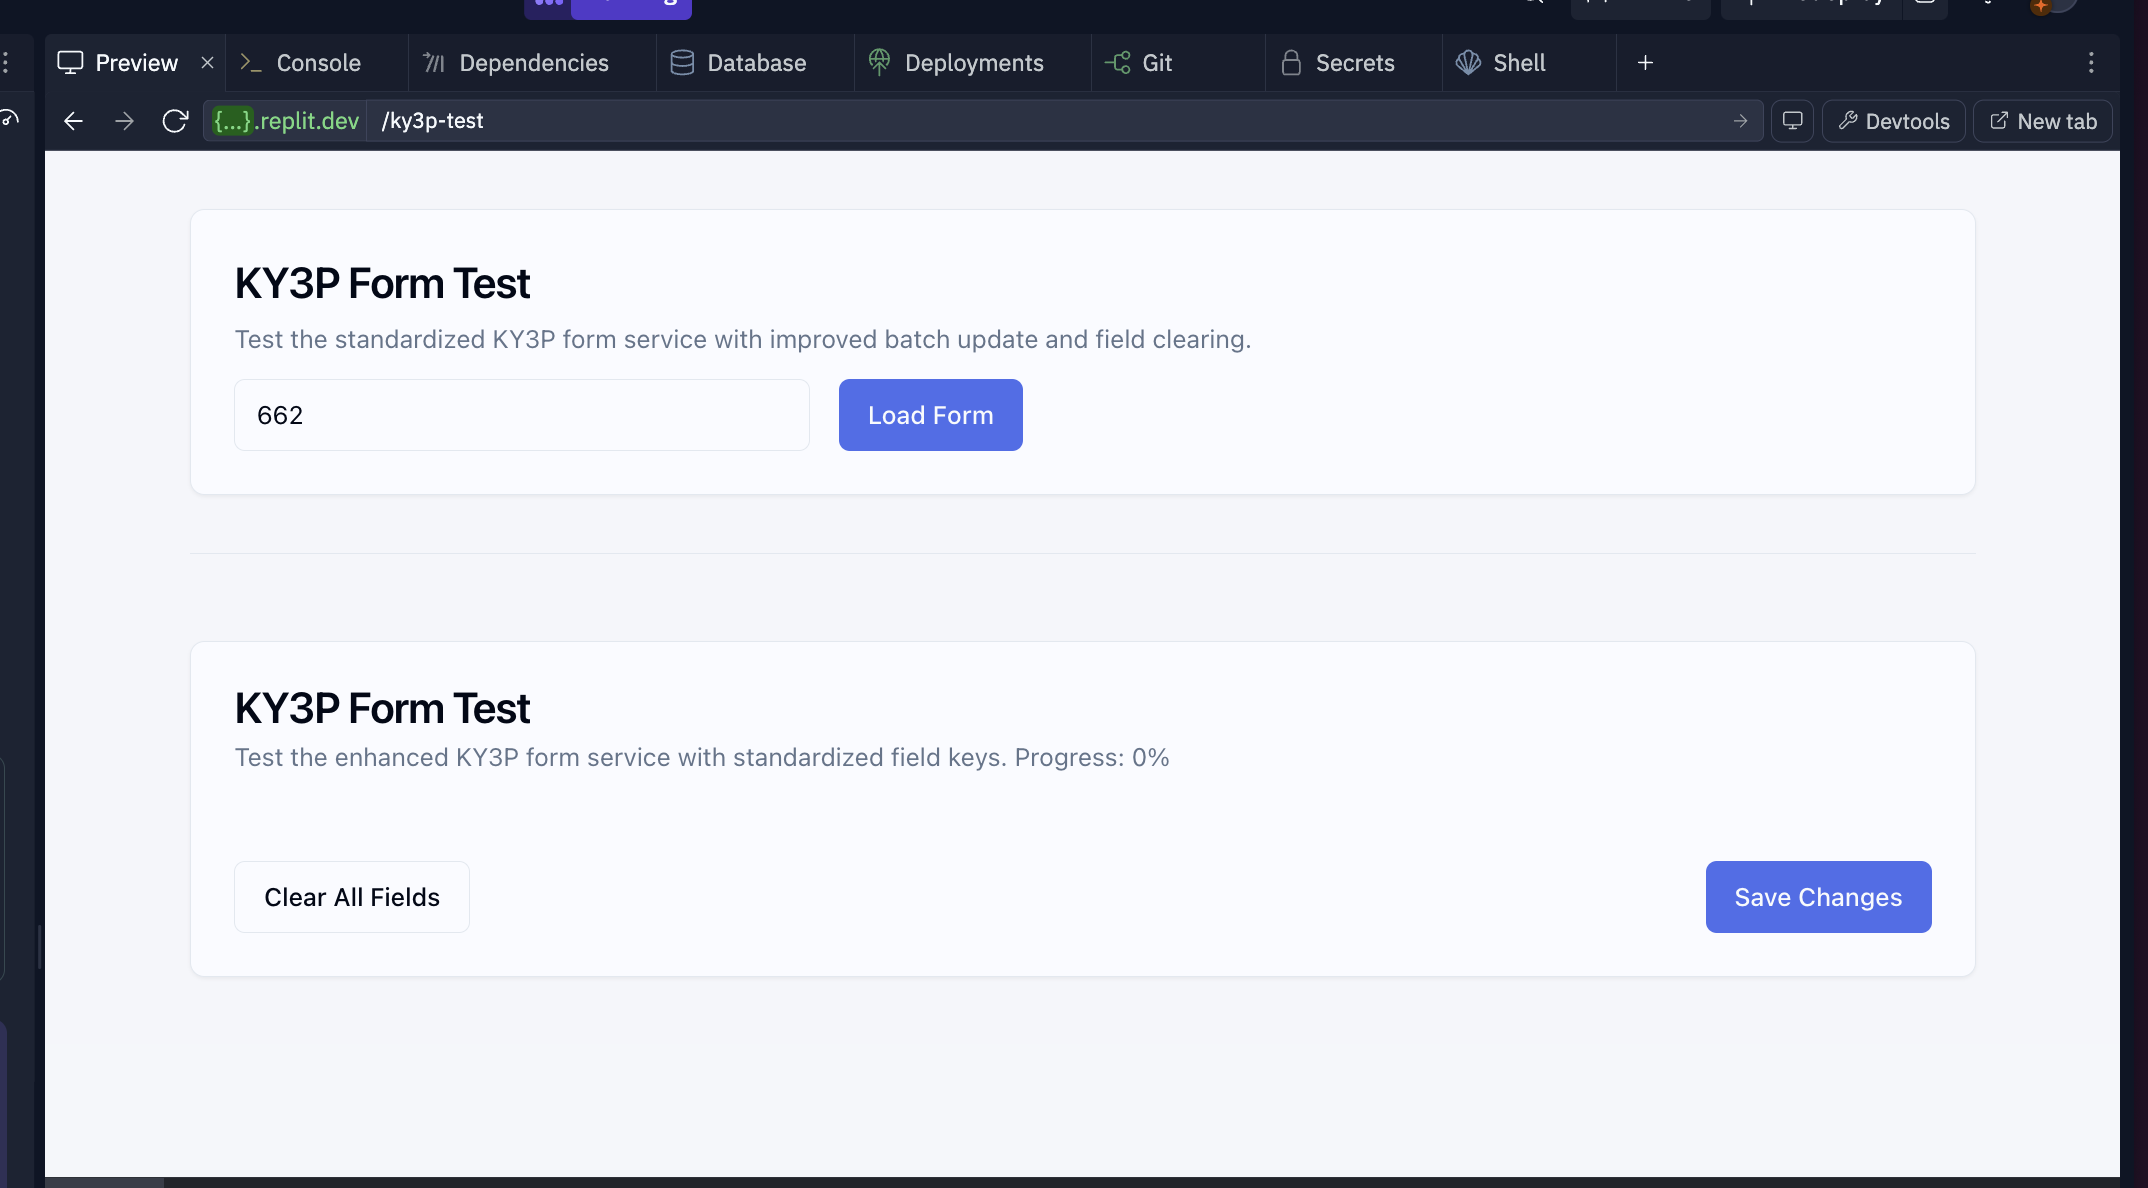 Preview
Console
Dependencies
Database
Deployments
Git
Secrets
Shell
{...}.replit.dev /ky3p-test
Devtools
New tab
KY3P Form Test
Test the standardized KY3P form service with improved batch update and field clearing.
662
Load Form
KY3P Form Test
Test the enhanced KY3P form service with standardized field keys. Progress: 0%
Clear All Fields
Save Changes